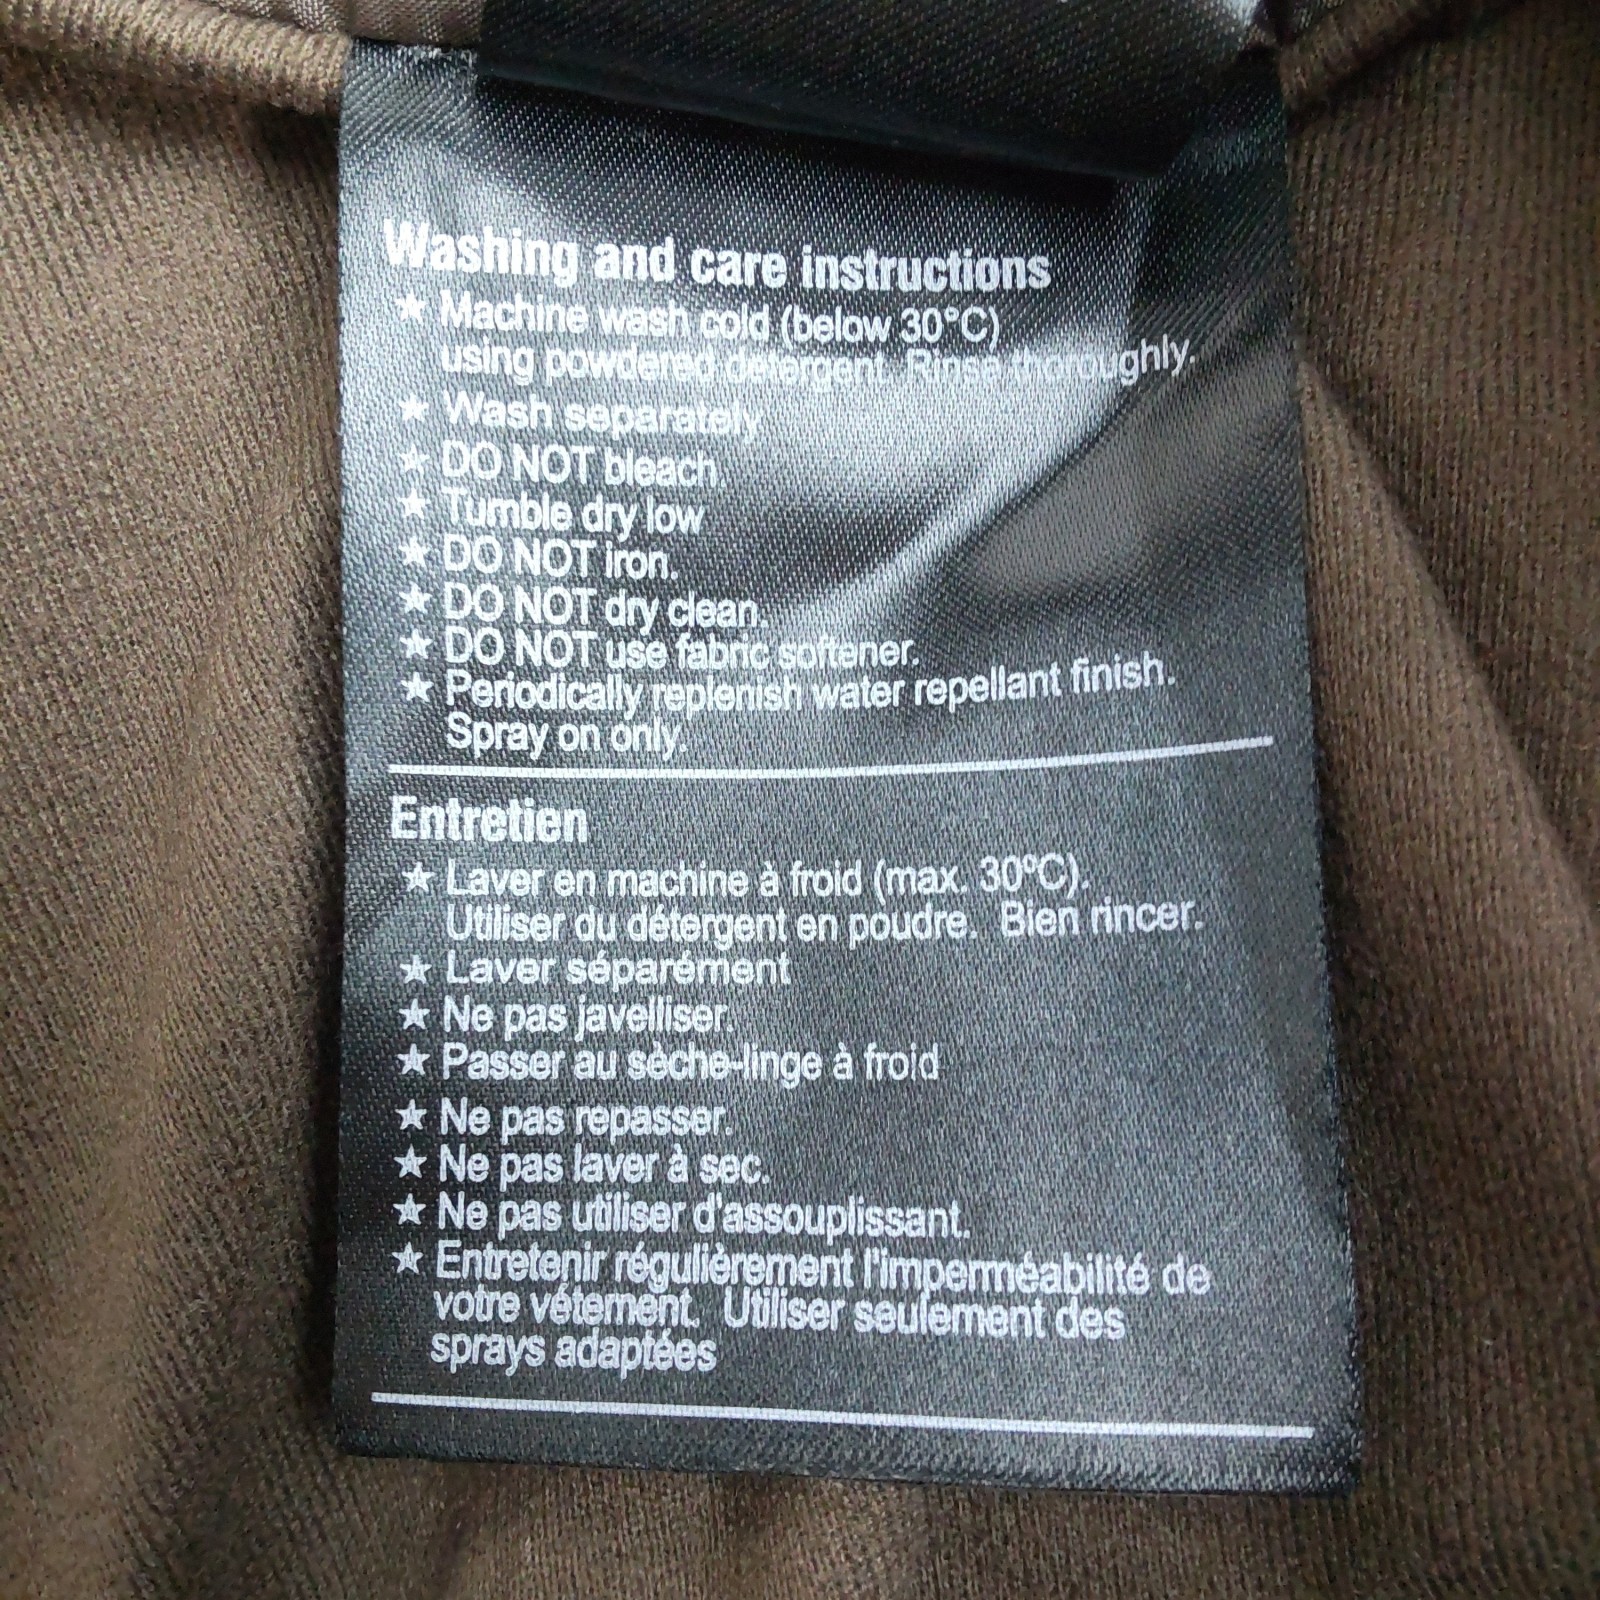 Washing and care instructions
★ Machine wash cold (below 30°C)
using powdered detergent. Rinse thoroughly.
★ Wash separately
★ DO NOT bleach.
★ Tumble dry low
★ DO NOT iron.
★ DO NOT dry clean.
★ DO NOT use fabric softener.
★ Periodically replenish water repellant finish.
Spray on only.
Entretien
★ Laver en machine à froid (max. 30ºC).
Utiliser du détergent en poudre. Bien rincer.
★ Laver séparément
★ Ne pas javelliser.
★ Passer au sèche-linge à froid
★ Ne pas repasser.
★ Ne pas laver à sec.
★ Ne pas utiliser d'assouplissant.
★ Entretenir régulièrement l'imperméabilité de
votre vétement. Utiliser seulement des
sprays adaptées